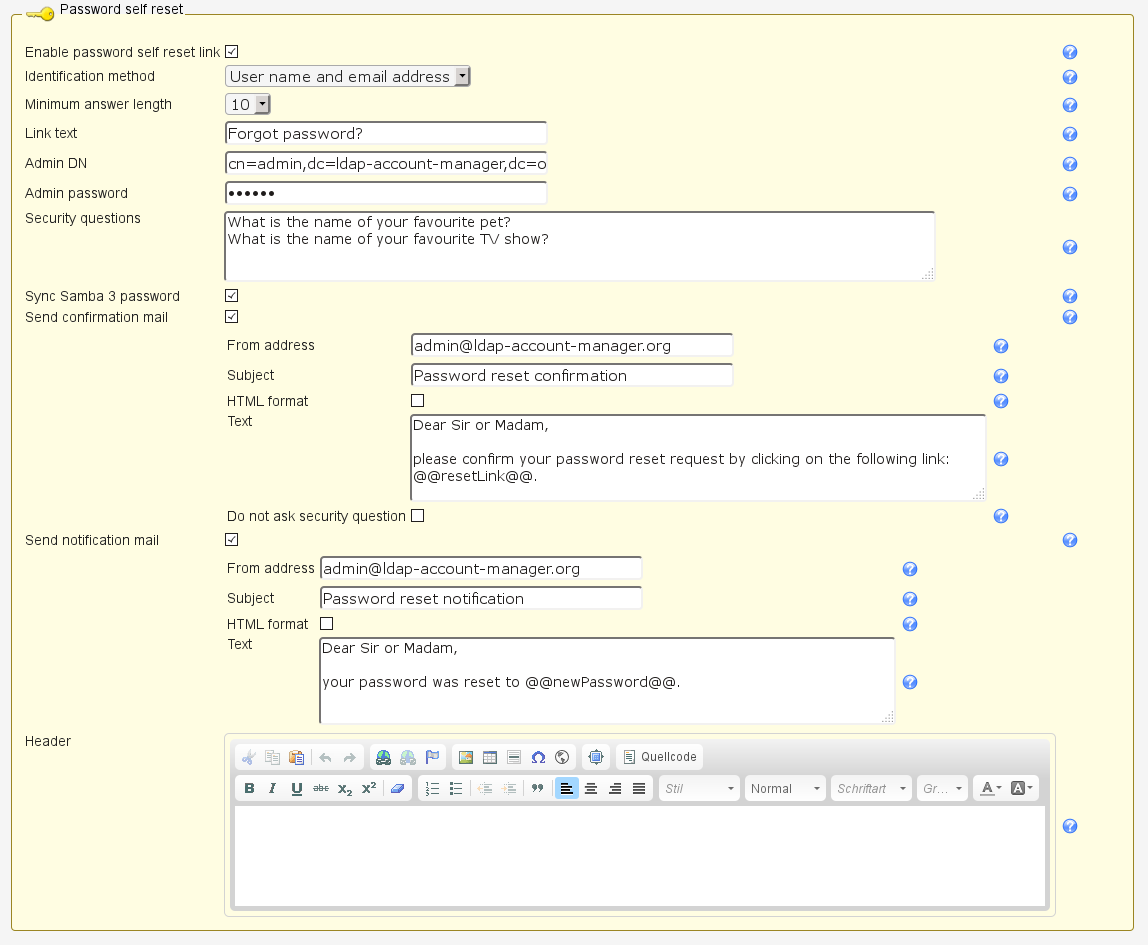 Password self reset
Enable password self reset link
Identification method User name and email address
Minimum answer length 10
Link text Forgot password?
Admin DN cn=admin,dc=ldap-account-manager,dc=o
Admin password ••••••
Security questions What is the name of your favourite pet?
What is the name of your favourite TV show?
Sync Samba 3 password
Send confirmation mail
From address admin@ldap-account-manager.org
Subject Password reset confirmation
HTML format
Text Dear Sir or Madam,
please confirm your password reset request by clicking on the following link:
@@resetLink@@.
Do not ask security question
Send notification mail
From address admin@ldap-account-manager.org
Subject Password reset notification
HTML format
Text Dear Sir or Madam,
your password was reset to @@newPassword@@.
Header
Quellcode
B I U abc X2 X² Stil Normal Schriftart Gr... A A